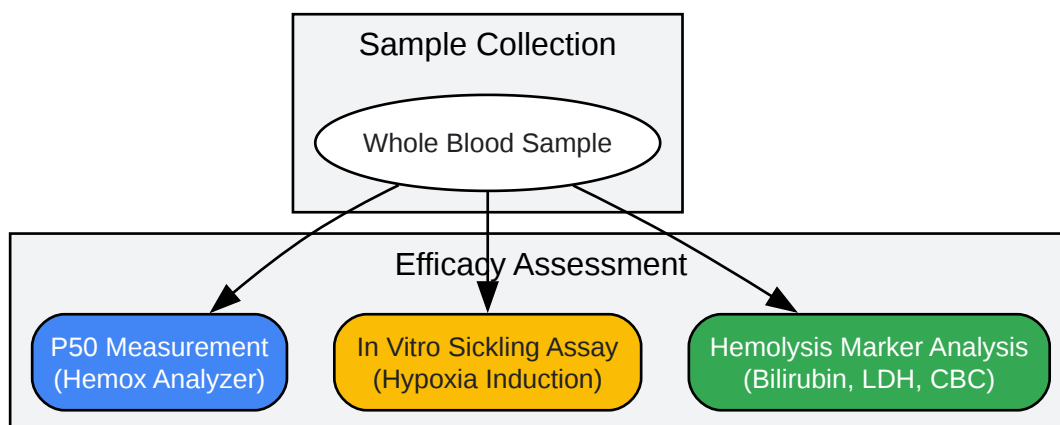 Sample Collection
Whole Blood Sample
Efficacy Assessment
P50 Measurement
(Hemox Analyzer)
In Vitro Sickling Assay
(Hypoxia Induction)
Hemolysis Marker Analysis
(Bilirubin, LDH, CBC)